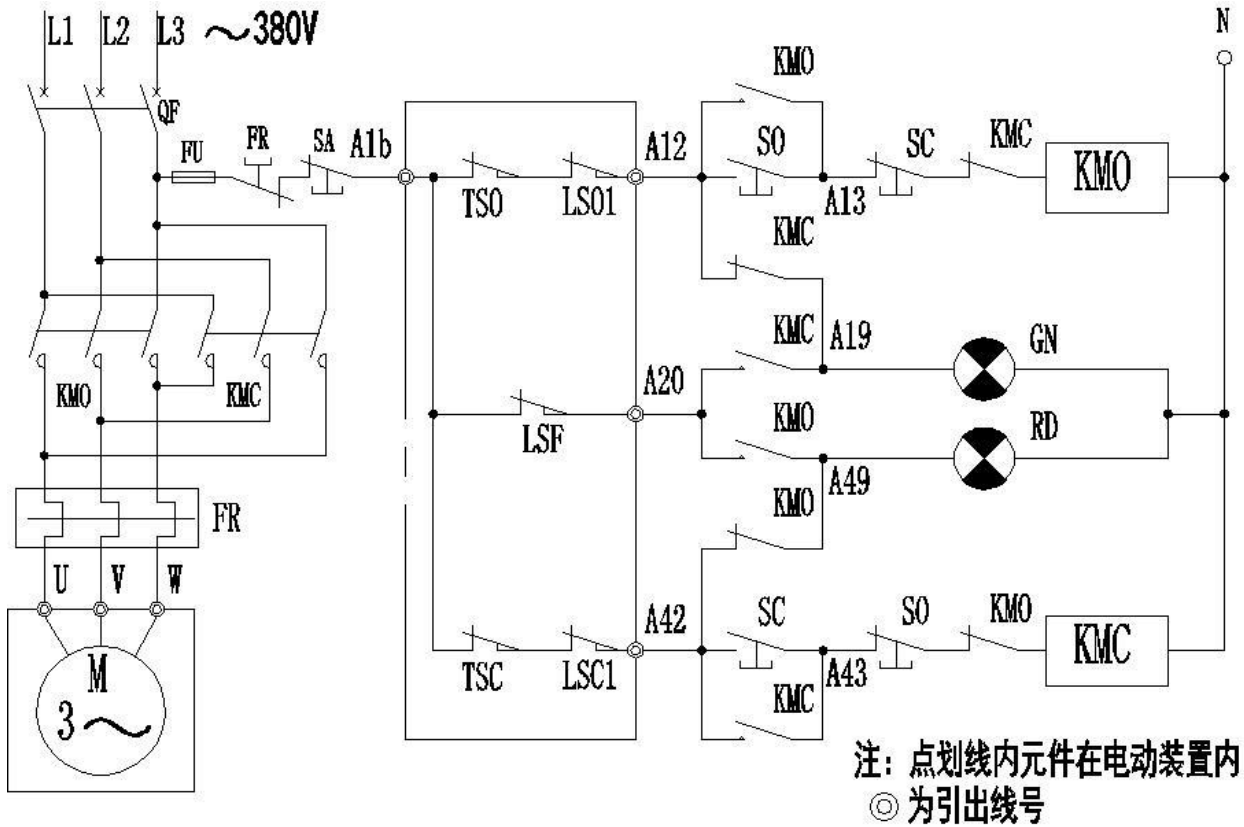 L1 L2 L3 ～380V
N
QF
FU
FR
SA
A1b
TSO
LSO1
A12
KMO
SO
A13
SC
KMC
KMO
KMC
KMC
A19
GN
LSF
A20
KMO
RD
A49
KMO
KMO
KMC
FR
U V W
M
3～
TSC
LSC1
A42
SC
A43
SO
KMO
KMC
KMC
注：点划线内元件在电动装置内
◎为引出线号